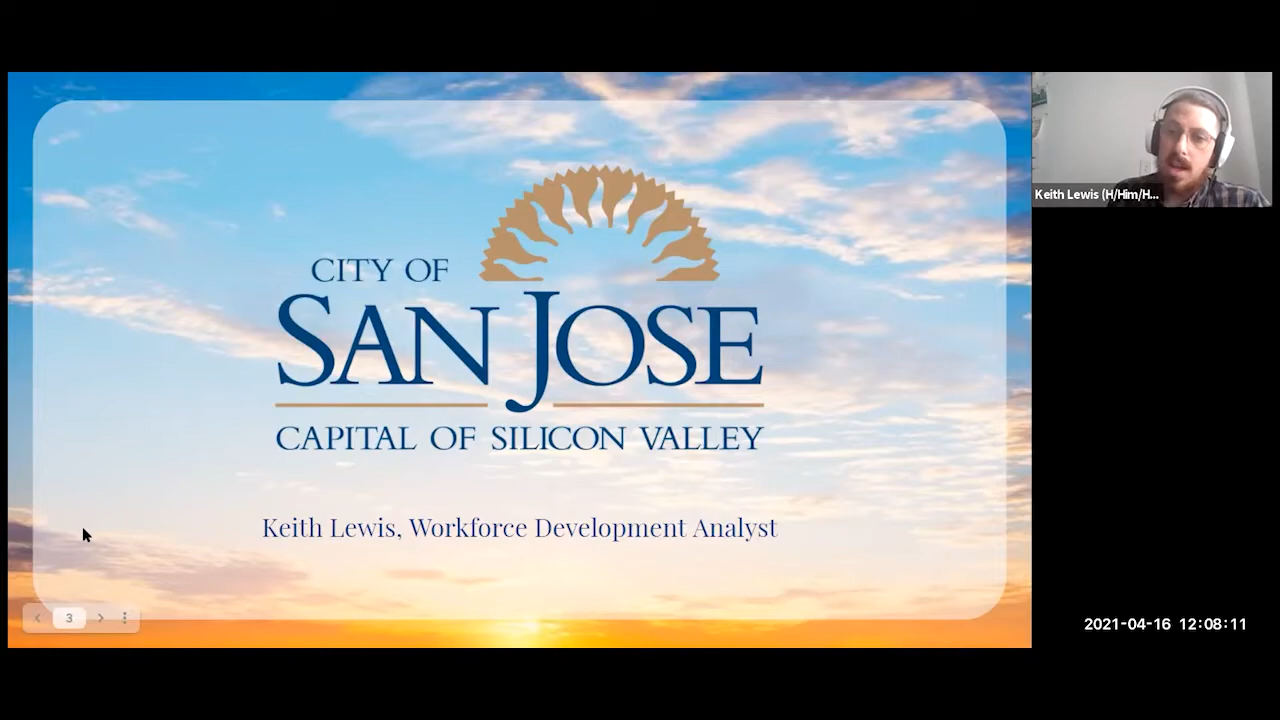 CITY OF
SAN JOSE
CAPITAL OF SILICON VALLEY
Keith Lewis, Workforce Development Analyst
3
Keith Lewis (H/Him/H...
2021-04-16 12:08:11